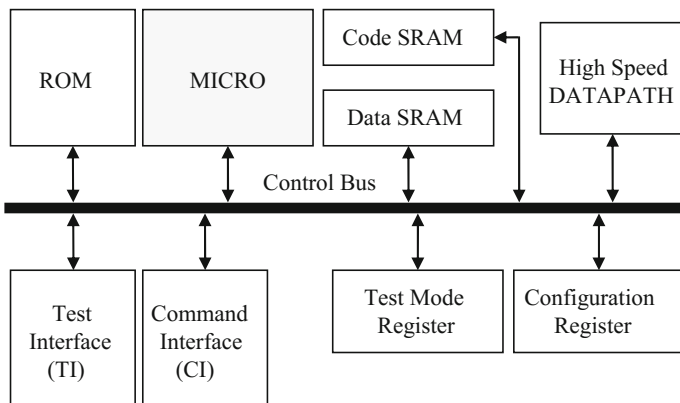 ROM
MICRO
Code SRAM
Data SRAM
High Speed
DATAPATH
Control Bus
Test
Interface
(TI)
Command
Interface
(CI)
Test Mode
Register
Configuration
Register